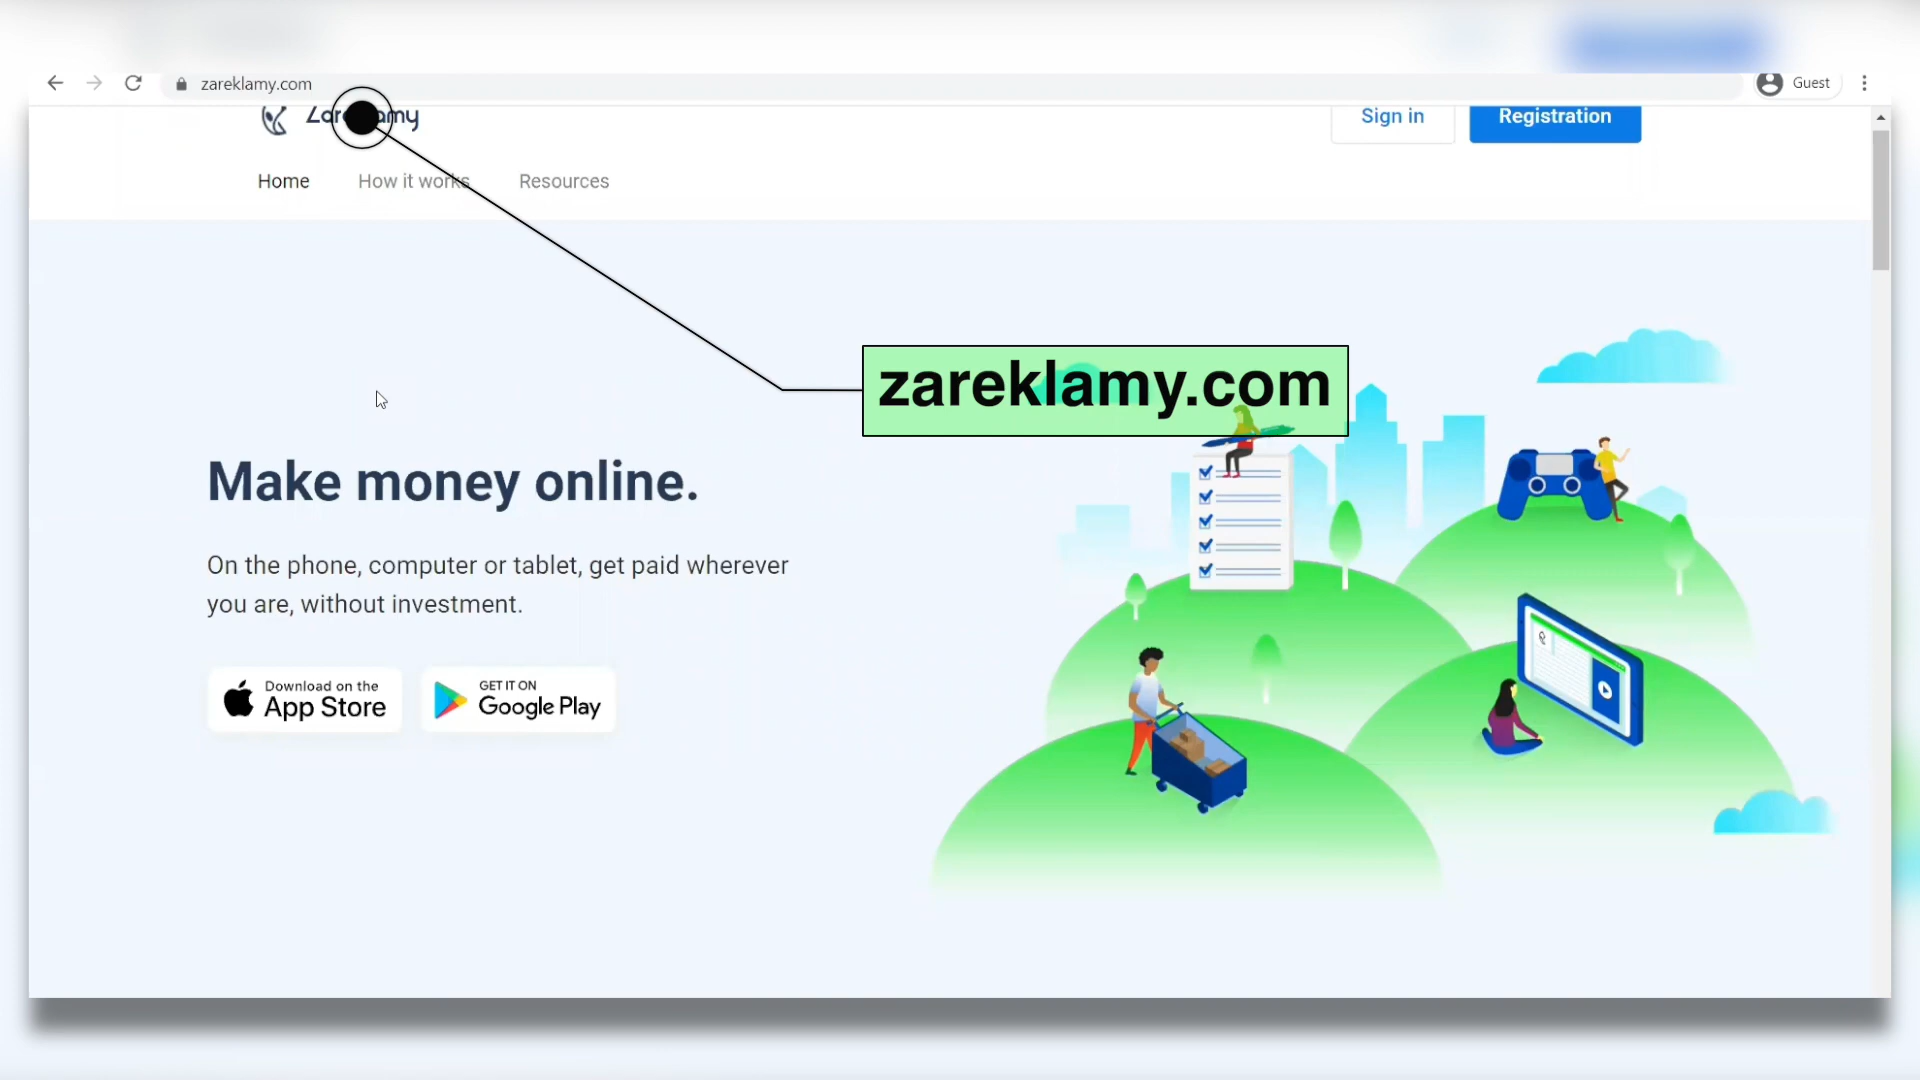 zareklamy.com
Guest
Sign in
Registration
Home
How it works
Resources
zareklamy.com
Make money online.
On the phone, computer or tablet, get paid wherever
you are, without investment.
Download on the
App Store
GET IT ON
Google Play